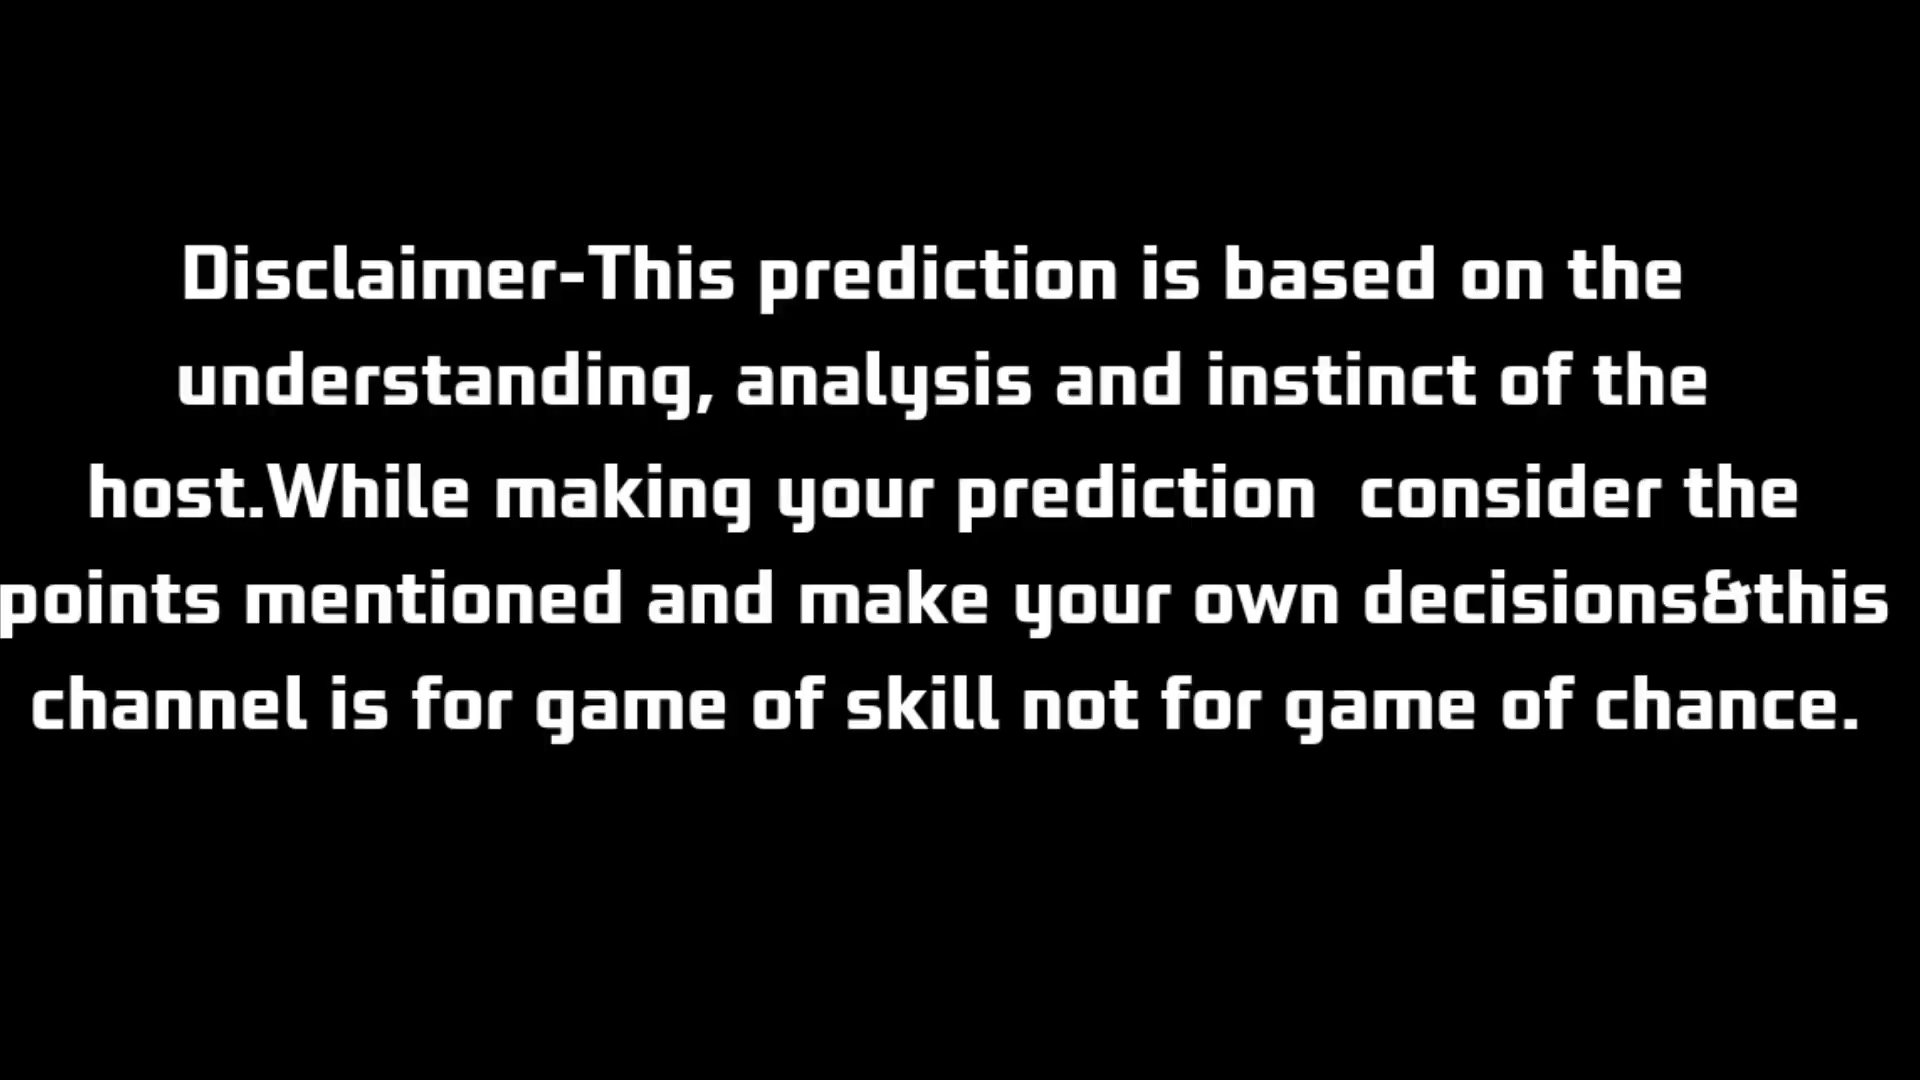 Disclaimer-This prediction is based on the
understanding, analysis and instinct of the
host.While making your prediction  consider the
points mentioned and make your own decisions&this
channel is for game of skill not for game of chance.